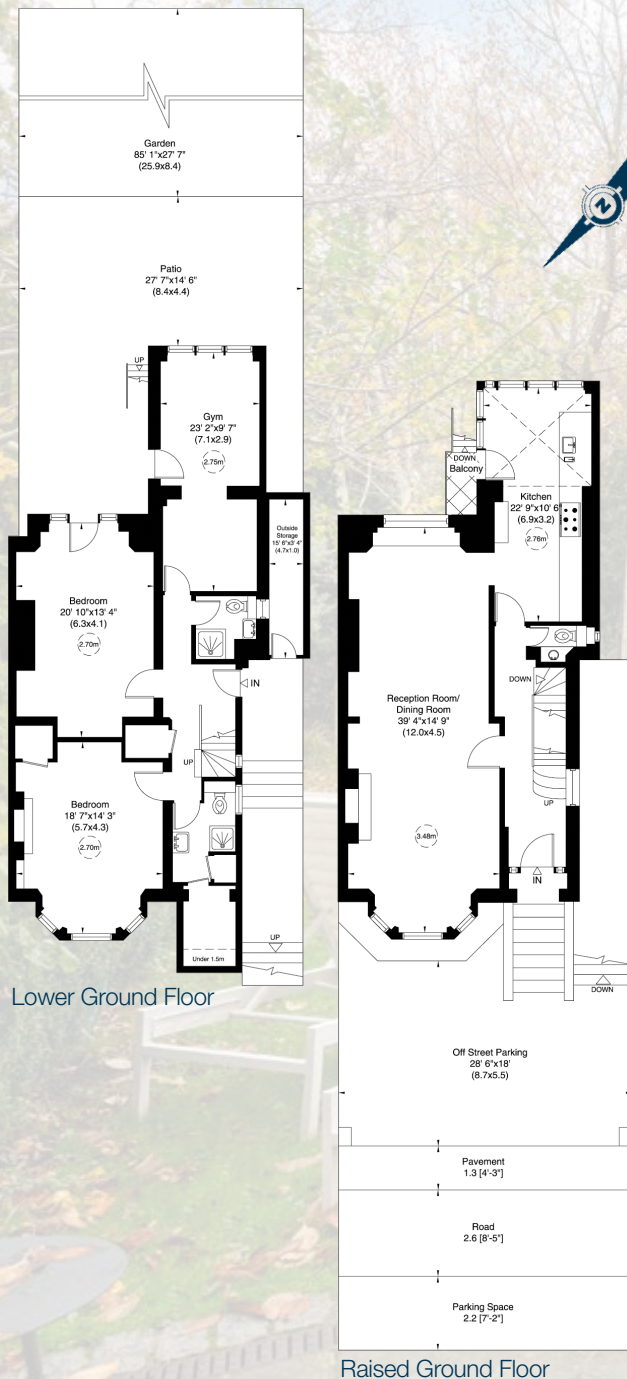 Garden
85' 1"x27' 7"
(25.9x8.4)
Patio
27' 7"x14' 6"
(8.4x4.4)
UP
Gym
23' 2"x9' 7"
(7.1x2.9)
2.75m
Outside
Storage
15' 6"x3' 4"
(4.7x1.0)
Bedroom
20' 10"x13' 4"
(6.3x4.1)
2.70m
IN
UP
Bedroom
18' 7"x14' 3"
(5.7x4.3)
2.70m
UP
Under 1.5m
Lower Ground Floor
N
DOWN
Balcony
Kitchen
22' 9"x10' 6"
(6.9x3.2)
2.76m
DOWN
Reception Room/
Dining Room
39' 4"x14' 9"
(12.0x4.5)
UP
3.48m
IN
DOWN
Off Street Parking
28' 6"x18'
(8.7x5.5)
Pavement
1.3 [4'-3"]
Road
2.6 [8'-5"]
Parking Space
2.2 [7'-2"]
Raised Ground Floor